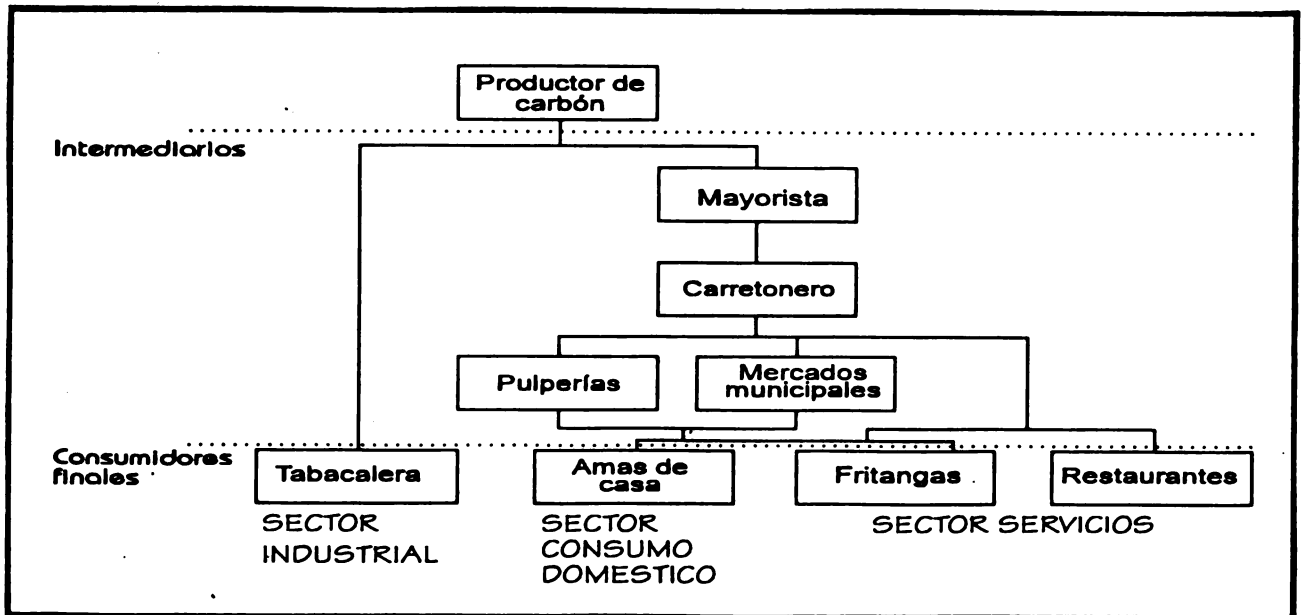 Productor de
carbón
Intermediarios
Mayorista
Carretonero
Pulperías
Mercados
municipales
Consumidores
finales
Tabacalera
Amas de
casa
Fritangas
Restaurantes
SECTOR
INDUSTRIAL
SECTOR
CONSUMO
DOMESTICO
SECTOR SERVICIOS